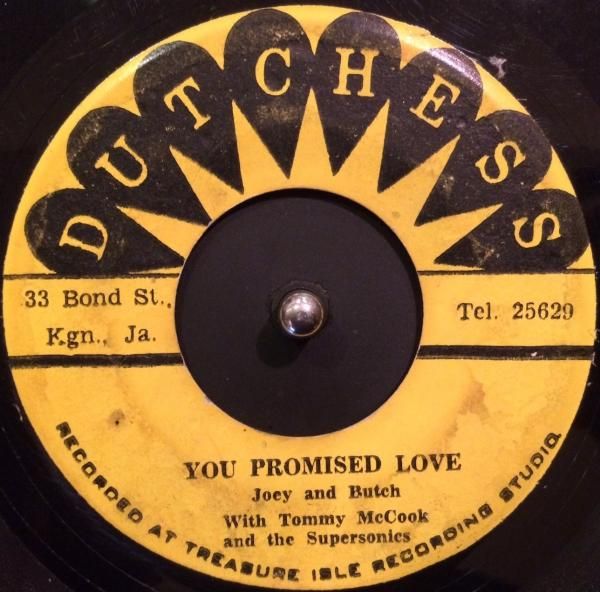 DUTCHESS
33 Bond St.,
Kgn., Ja.
Tel. 25629
YOU PROMISED LOVE
Joey and Butch
With Tommy McCook
and the Supersonics
RECORDED AT TREASURE ISLE RECORDING STUDIO